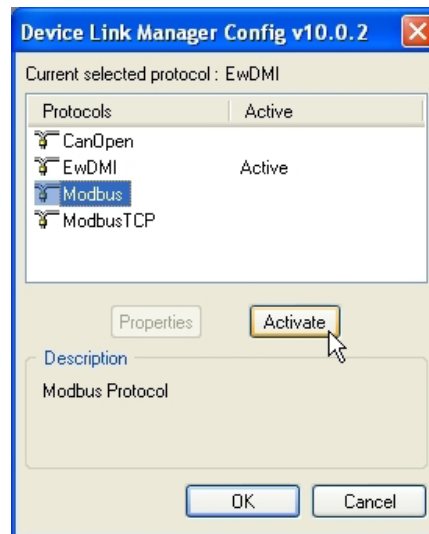 Device Link Manager Config v10.0.2
Current selected protocol : EwDMI
Protocols Active
CanOpen
EwDMI Active
Modbus
ModbusTCP
Properties Activate
Description
Modbus Protocol
OK Cancel